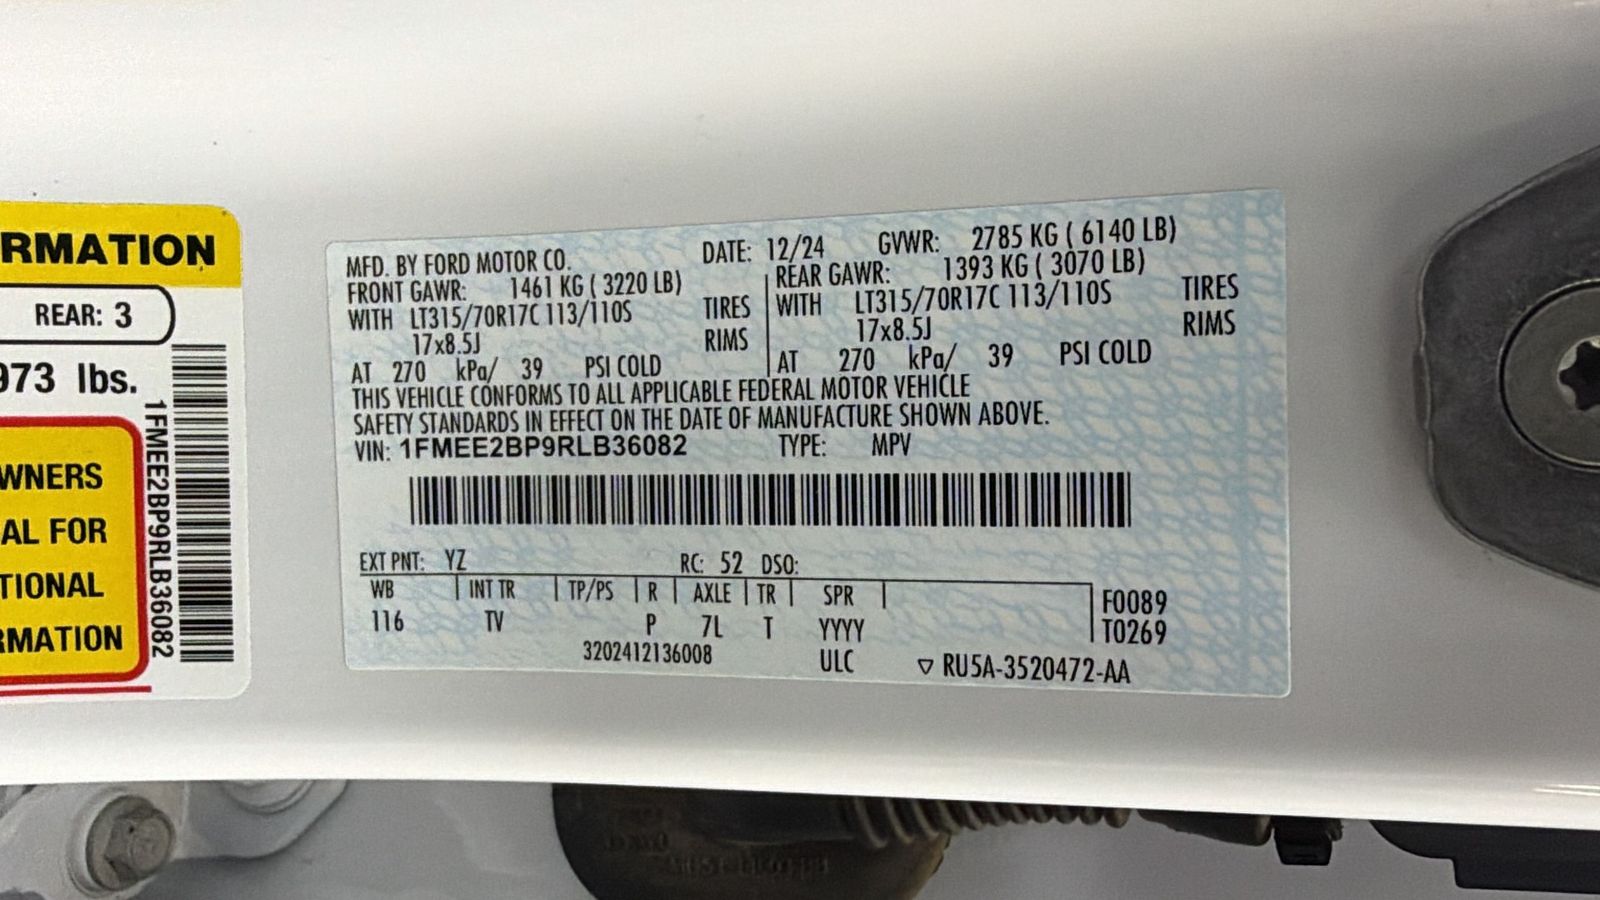 RMATION
REAR: 3
973 lbs.
WNERS
AL FOR
TIONAL
RMATION
1FMEE2BP9RLB36082
MFD. BY FORD MOTOR CO. DATE: 12/24 GVWR: 2785 KG ( 6140 LB)
FRONT GAWR: 1461 KG ( 3220 LB) REAR GAWR: 1393 KG ( 3070 LB)
WITH LT315/70R17C 113/110S TIRES WITH LT315/70R17C 113/110S TIRES
17x8.5J RIMS 17x8.5J RIMS
AT 270 kPa/ 39 PSI COLD AT 270 kPa/ 39 PSI COLD
THIS VEHICLE CONFORMS TO ALL APPLICABLE FEDERAL MOTOR VEHICLE
SAFETY STANDARDS IN EFFECT ON THE DATE OF MANUFACTURE SHOWN ABOVE.
VIN: 1FMEE2BP9RLB36082 TYPE: MPV
EXT PNT: YZ RC: 52 DSO:
WB INT TR TP/PS R AXLE TR SPR F0089
116 TV P 7L T YYYY T0269
3202412136008 ULC ▽ RU5A-3520472-AA